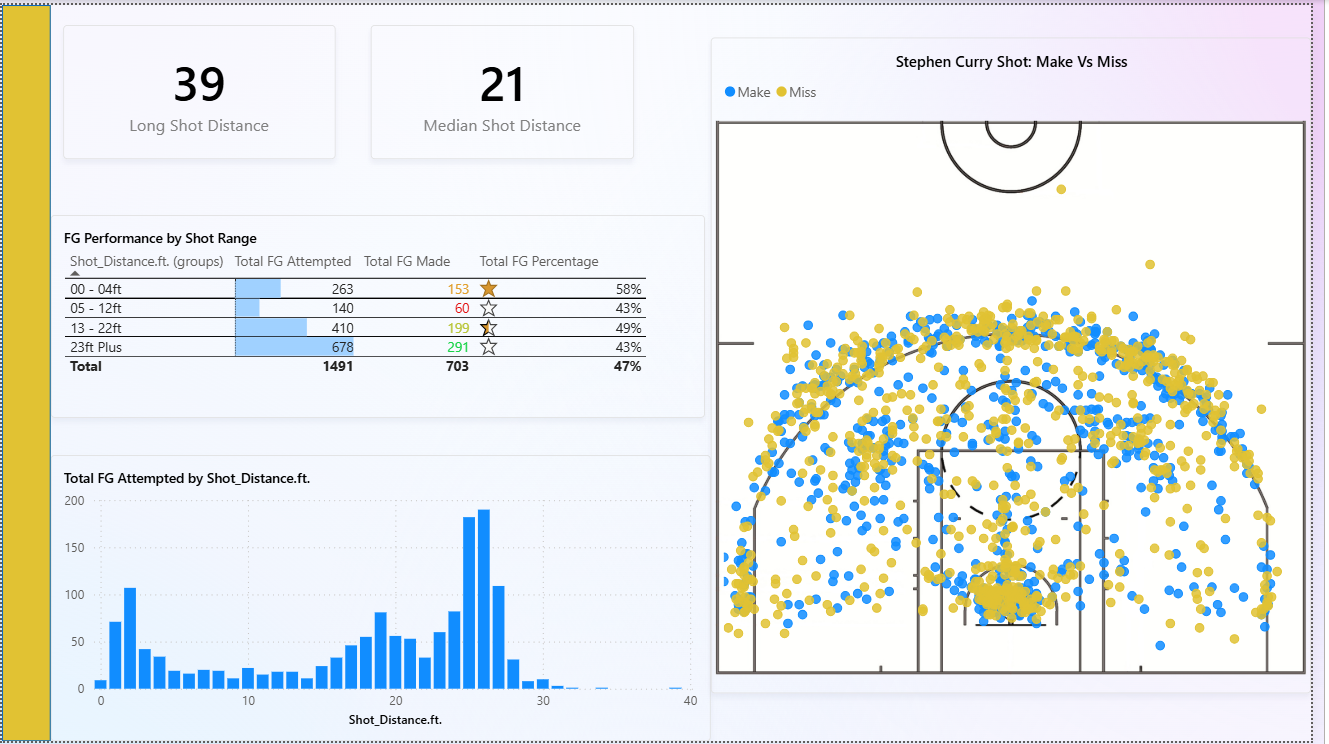 39
Long Shot Distance
21
Median Shot Distance
FG Performance by Shot Range
Shot_Distance.ft. (groups) Total FG Attempted Total FG Made Total FG Percentage
00 - 04ft 263 153 58%
05 - 12ft 140 60 43%
13 - 22ft 410 199 49%
23ft Plus 678 291 43%
Total 1491 703 47%
Total FG Attempted by Shot_Distance.ft.
200
150
100
50
0
0 10 20 30 40
Shot_Distance.ft.
Stephen Curry Shot: Make Vs Miss
Make Miss